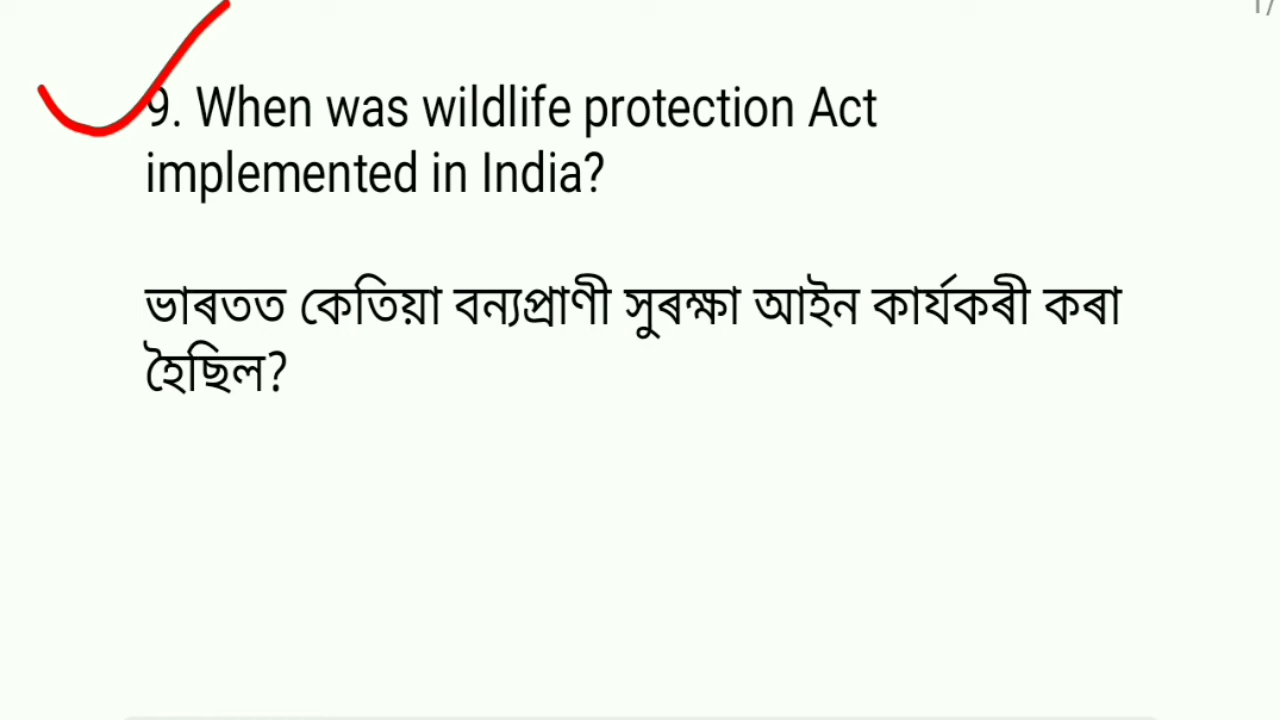 9. When was wildlife protection Act
implemented in India?
ভাৰতত কেতিয়া বন্যপ্ৰাণী সুৰক্ষা আইন কাৰ্যকৰী কৰা
হৈছিল?